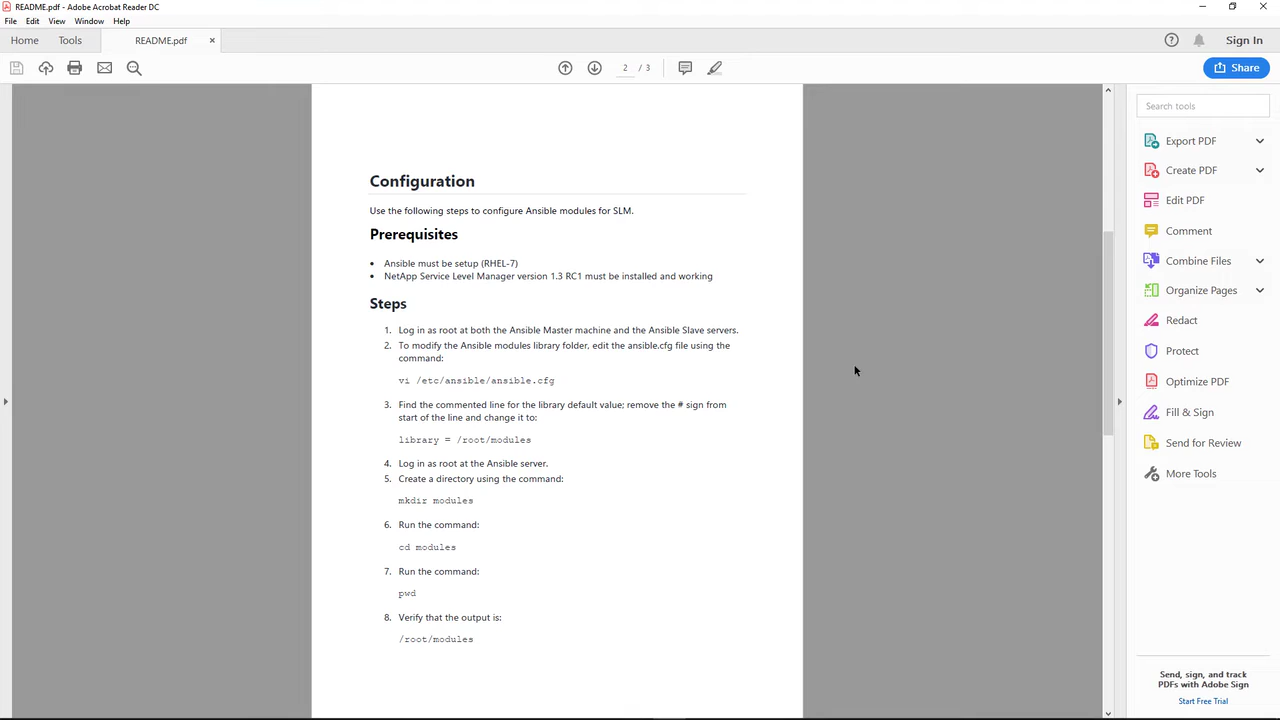 README.pdf - Adobe Acrobat Reader DC
File Edit View Window Help
Home Tools README.pdf × Sign In
2 / 3 Share
Search tools
Export PDF
Create PDF
Edit PDF
Comment
Combine Files
Organize Pages
Redact
Protect
Optimize PDF
Fill & Sign
Send for Review
More Tools
Send, sign, and track
PDFs with Adobe Sign
Start Free Trial
Configuration
Use the following steps to configure Ansible modules for SLM.
Prerequisites
• Ansible must be setup (RHEL-7)
• NetApp Service Level Manager version 1.3 RC1 must be installed and working
Steps
1. Log in as root at both the Ansible Master machine and the Ansible Slave servers.
2. To modify the Ansible modules library folder, edit the ansible.cfg file using the
command:
vi /etc/ansible/ansible.cfg
3. Find the commented line for the library default value; remove the # sign from
start of the line and change it to:
library = /root/modules
4. Log in as root at the Ansible server.
5. Create a directory using the command:
mkdir modules
6. Run the command:
cd modules
7. Run the command:
pwd
8. Verify that the output is:
/root/modules